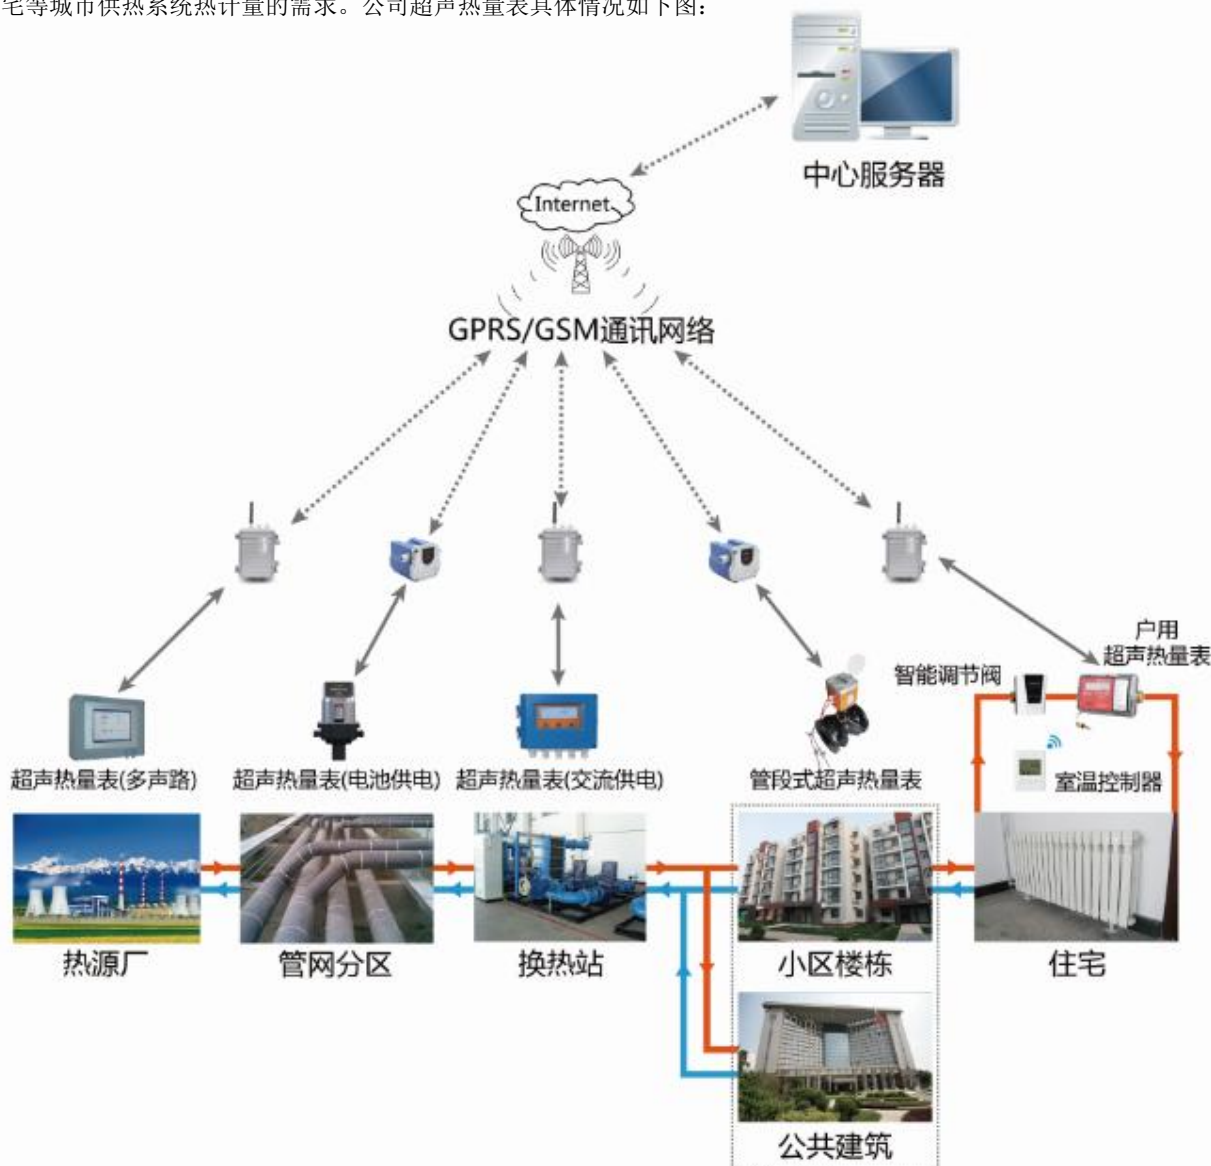 宅等城市供热系统热计量的需求。公司超声热量表具体情况如下图：
中心服务器
Internet
GPRS/GSM通讯网络
户用
超声热量表
智能调节阀
室温控制器
超声热量表(多声路)
超声热量表(电池供电)
超声热量表(交流供电)
管段式超声热量表
热源厂
管网分区
换热站
小区楼栋
住宅
公共建筑